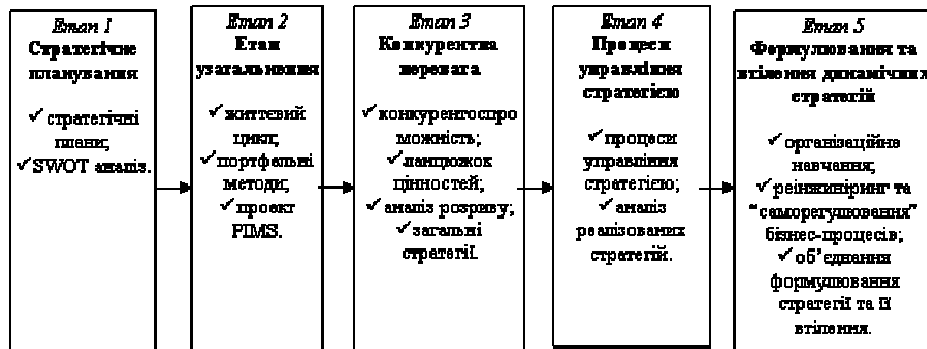 Етап 1
Стратегічне
планування
✓ стратегічні
плани;
✓ SWOT аналіз.
Етап 2
Етап
узагальнення
✓ життєвий
цикл;
✓ портфельні
методи;
✓ проект
PIMS.
Етап 3
Конкурентна
перевага
✓ конкурентоспро
можність;
✓ ланцюжок
цінностей;
✓ аналіз розриву;
✓ загальні
стратегії.
Етап 4
Процеси
управління
стратегією
✓ процеси
управління
стратегією;
✓ аналіз
реалізованих
стратегій.
Етап 5
Формулювання та
втілення динамічних
стратегій
✓ організаційне
навчання;
✓ реінжиніринг та
“саморегулювання”
бізнес-процесів;
✓ об’єднання
формулювання
стратегії та її
втілення.